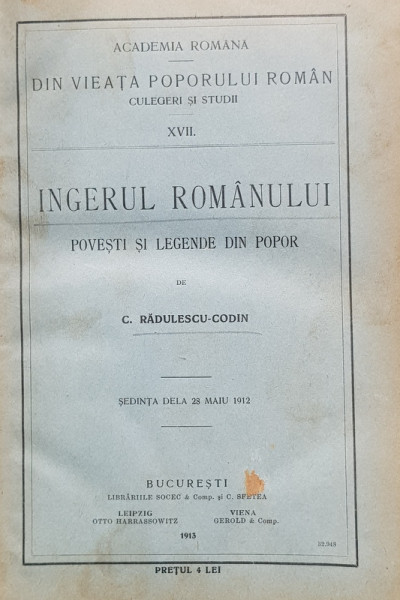 ACADEMIA ROMÂNĂ
DIN VIEAȚA POPORULUI ROMÂN
CULEGERI ȘI STUDII
XVII.
INGERUL ROMÂNULUI
POVEȘTI ȘI LEGENDE DIN POPOR
DE
C. RĂDULESCU-CODIN
ȘEDINȚA DELA 28 MAIU 1912
BUCUREȘTI
LIBRĂRIILE SOCEC & Comp. și C. SFETEA
LEIPZIG VIENA
OTTO HARRASSOWITZ GEROLD & Comp.
1913
PREȚUL 4 LEI